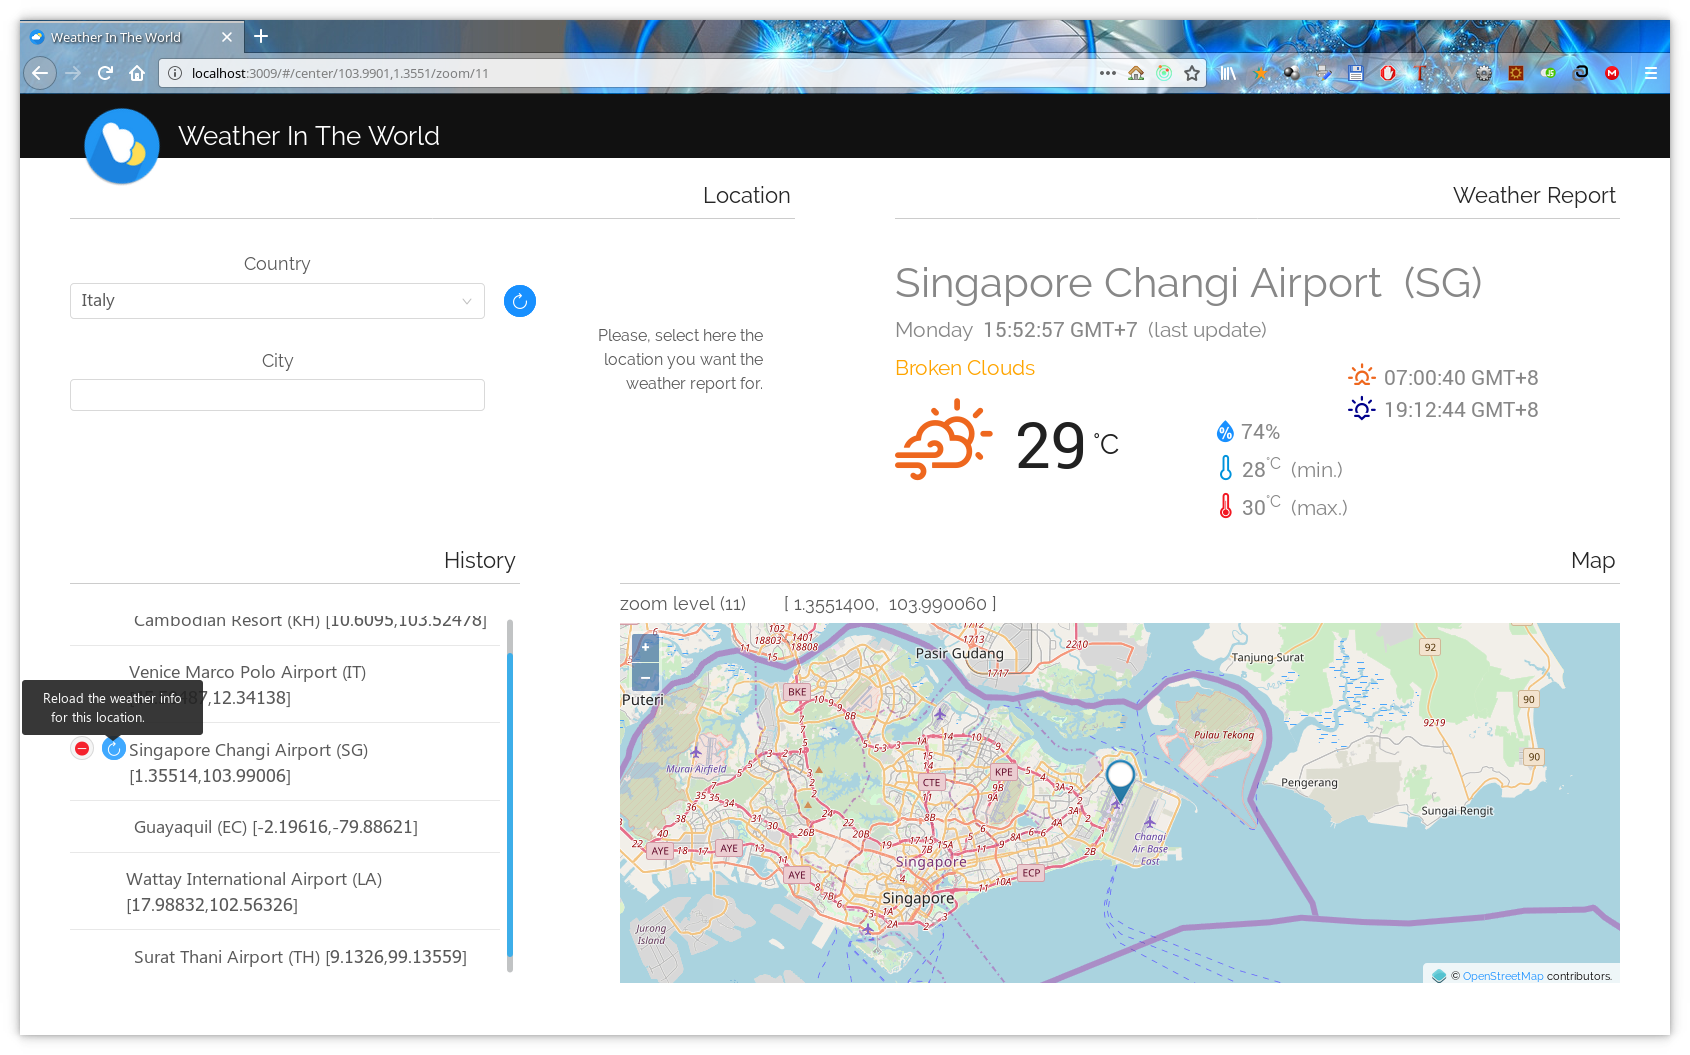 Weather In The World
localhost:3009/#/center/103.9901,1.3551/zoom/11
Weather In The World
Location
Country
Italy
City
Please, select here the
location you want the
weather report for.
Weather Report
Singapore Changi Airport (SG)
Monday 15:52:57 GMT+7 (last update)
Broken Clouds
29 °C
07:00:40 GMT+8
19:12:44 GMT+8
74%
28 °C (min.)
30 °C (max.)
History
Cambodian Resort (KH) [10.6095,103.52478]
Venice Marco Polo Airport (IT)
7,12.34138]
Reload the weather info
for this location.
Singapore Changi Airport (SG)
[1.35514,103.99006]
Guayaquil (EC) [-2.19616,-79.88621]
Wattay International Airport (LA)
[17.98832,102.56326]
Surat Thani Airport (TH) [9.1326,99.13559]
Map
zoom level (11) [ 1.3551400, 103.990060 ]
+
−
Puteri
Pasir Gudang
Tanjung Surat
92
90
9219
90
BKE
Pulau Tekong
Murai Airfield
CTE
KPE
Pengerang
Sungai Rengit
Changi
Air Base
East
AYE
AYE
AYE
ECP
Singapore
Singapore
Jurong
Island
© OpenStreetMap contributors.